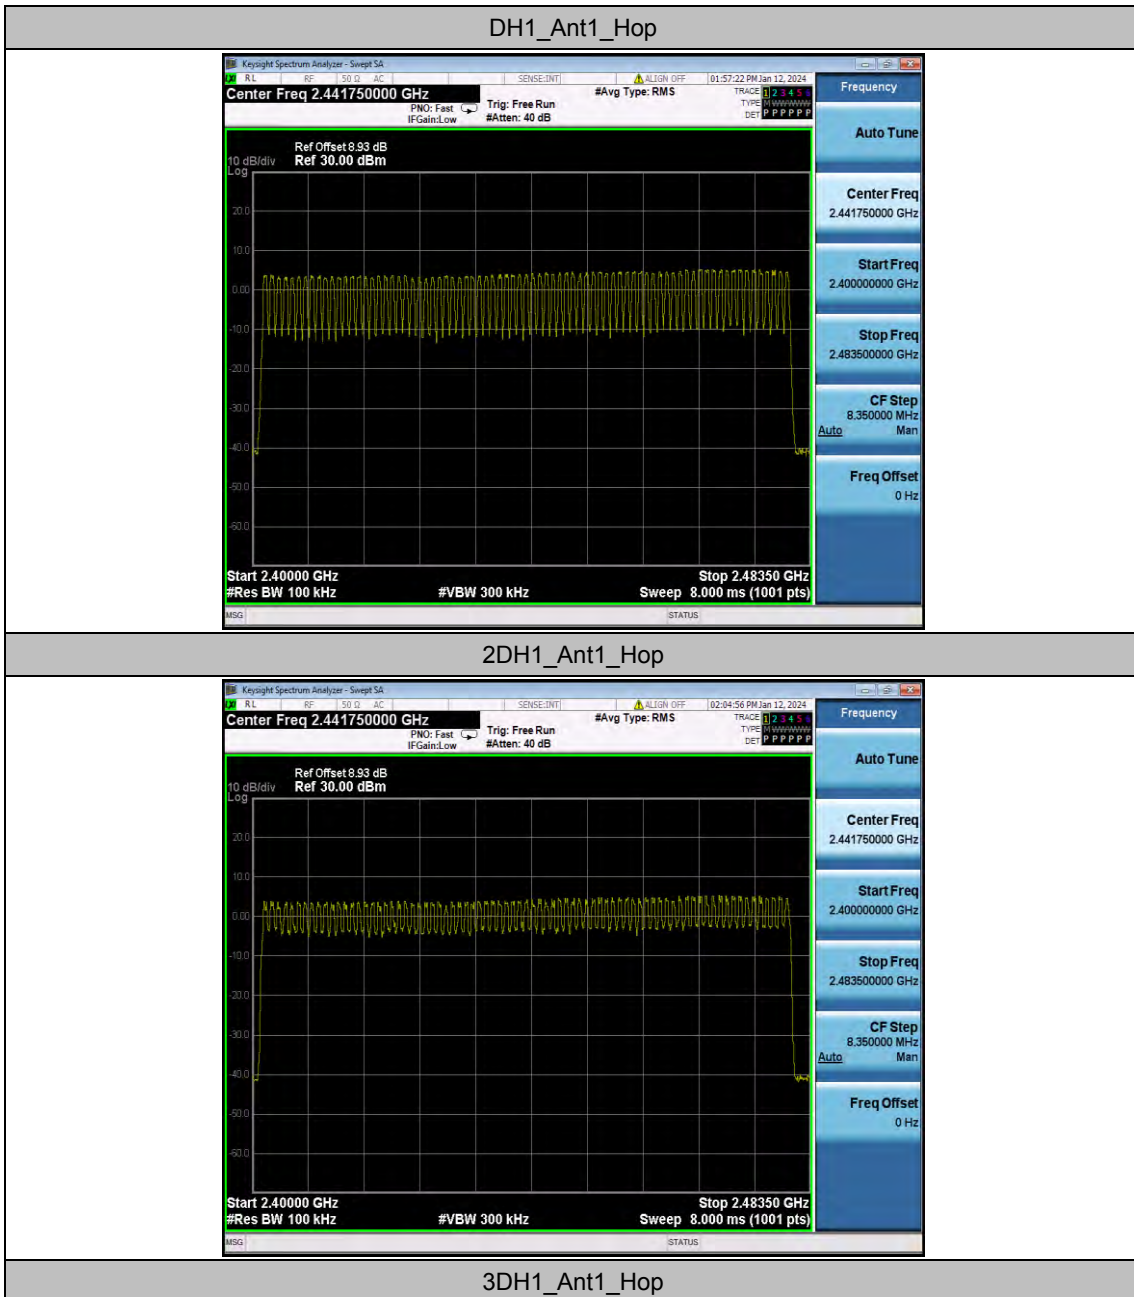 DH1_Ant1_Hop
Keysight Spectrum Analyzer - Swept SA
RL RF 50 Ω AC SENSE:INT ALIGN OFF 01:57:22 PM Jan 12, 2024
Center Freq 2.441750000 GHz #Avg Type: RMS TRACE 1 2 3 4 5 6
PNO: Fast Trig: Free Run TYPE M WWWWW
IFGain:Low #Atten: 40 dB DET P P P P P P
Frequency
Auto Tune
Ref Offset 8.93 dB
10 dB/div Ref 30.00 dBm
Log
20.0
10.0
0.00
-10.0
-20.0
-30.0
-40.0
-50.0
-60.0
Center Freq
2.441750000 GHz
Start Freq
2.400000000 GHz
Stop Freq
2.483500000 GHz
CF Step
8.350000 MHz
Auto Man
Freq Offset
0 Hz
Start 2.40000 GHz Stop 2.48350 GHz
#Res BW 100 kHz #VBW 300 kHz Sweep 8.000 ms (1001 pts)
MSG STATUS
2DH1_Ant1_Hop
Keysight Spectrum Analyzer - Swept SA
RL RF 50 Ω AC SENSE:INT ALIGN OFF 02:04:56 PM Jan 12, 2024
Center Freq 2.441750000 GHz #Avg Type: RMS TRACE 1 2 3 4 5 6
PNO: Fast Trig: Free Run TYPE M WWWWW
IFGain:Low #Atten: 40 dB DET P P P P P P
Frequency
Auto Tune
Ref Offset 8.93 dB
10 dB/div Ref 30.00 dBm
Log
20.0
10.0
0.00
-10.0
-20.0
-30.0
-40.0
-50.0
-60.0
Center Freq
2.441750000 GHz
Start Freq
2.400000000 GHz
Stop Freq
2.483500000 GHz
CF Step
8.350000 MHz
Auto Man
Freq Offset
0 Hz
Start 2.40000 GHz Stop 2.48350 GHz
#Res BW 100 kHz #VBW 300 kHz Sweep 8.000 ms (1001 pts)
MSG STATUS
3DH1_Ant1_Hop